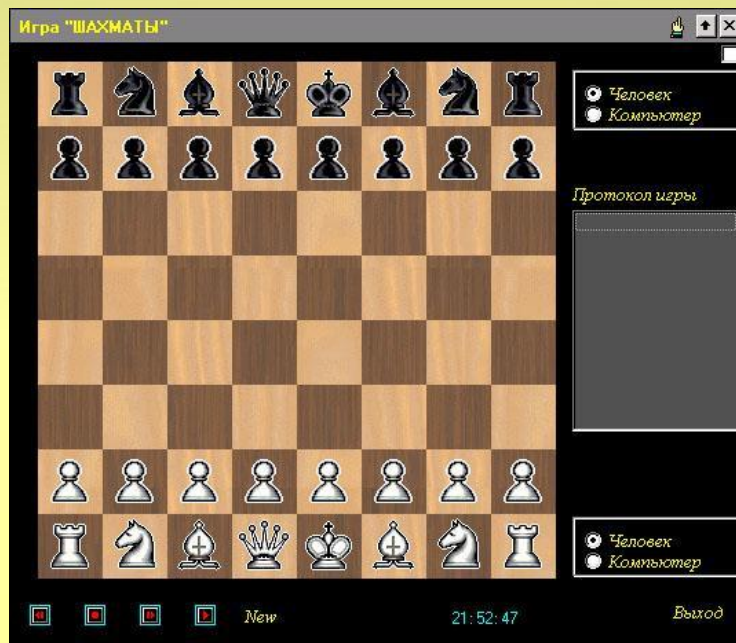 Игра "ШАХМАТЫ"
Человек
Компьютер
Протокол игры
Человек
Компьютер
New
21:52:47
Выход